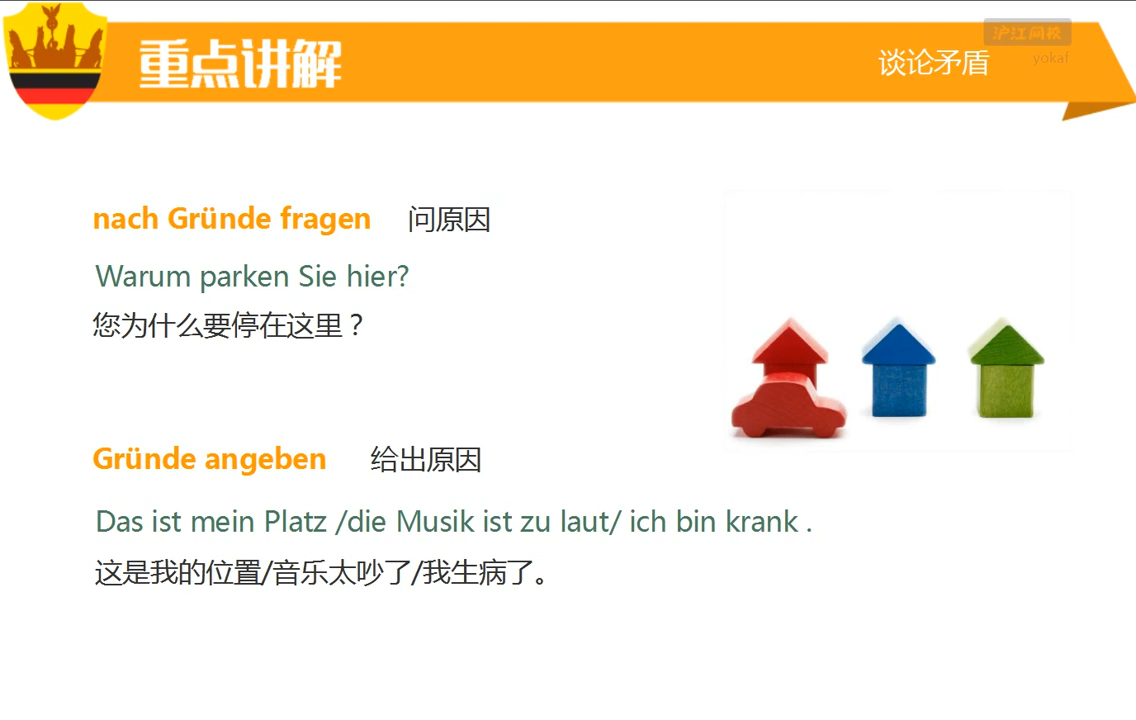 重点讲解
谈论矛盾
沪江网校
yokaf
nach Gründe fragen 问原因
Warum parken Sie hier?
您为什么要停在这里？
Gründe angeben 给出原因
Das ist mein Platz /die Musik ist zu laut/ ich bin krank .
这是我的位置/音乐太吵了/我生病了。